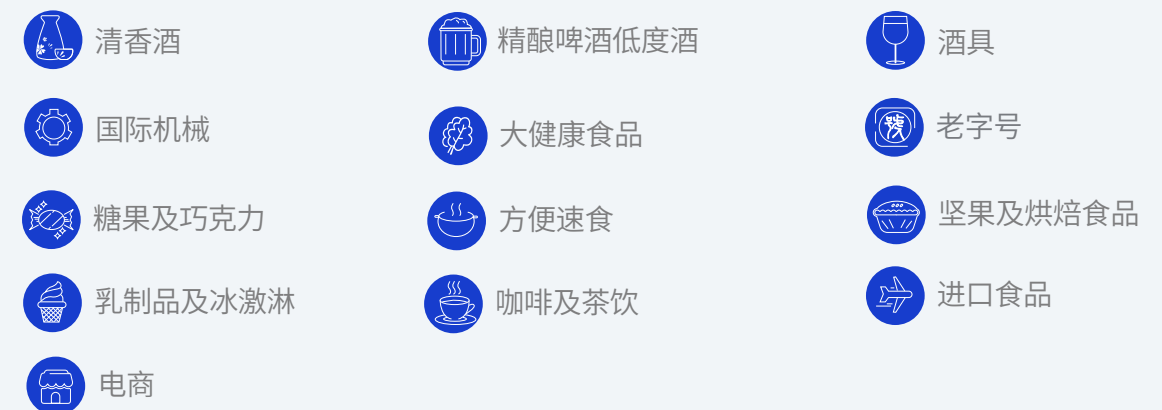 清香酒
精酿啤酒低度酒
酒具
国际机械
大健康食品
老字号
糖果及巧克力
方便速食
坚果及烘焙食品
乳制品及冰激淋
咖啡及茶饮
进口食品
电商